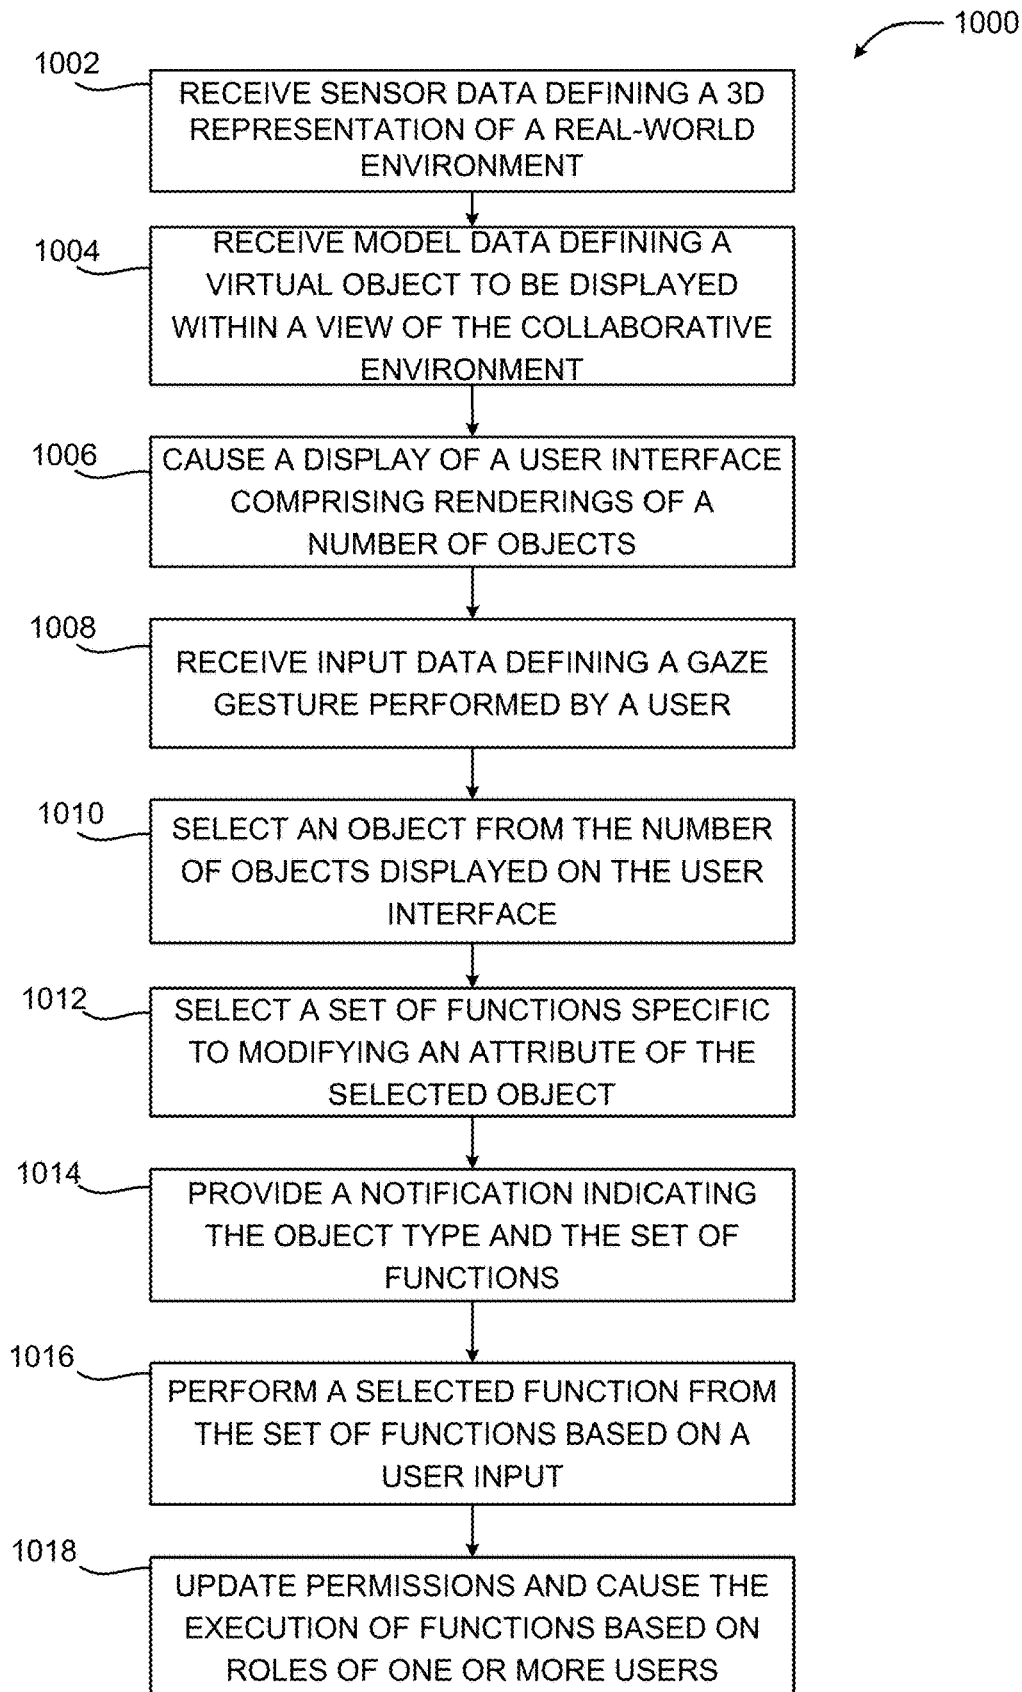 1000
1002
RECEIVE SENSOR DATA DEFINING A 3D
REPRESENTATION OF A REAL-WORLD
ENVIRONMENT
1004
RECEIVE MODEL DATA DEFINING A
VIRTUAL OBJECT TO BE DISPLAYED
WITHIN A VIEW OF THE COLLABORATIVE
ENVIRONMENT
1006
CAUSE A DISPLAY OF A USER INTERFACE
COMPRISING RENDERINGS OF A
NUMBER OF OBJECTS
1008
RECEIVE INPUT DATA DEFINING A GAZE
GESTURE PERFORMED BY A USER
1010
SELECT AN OBJECT FROM THE NUMBER
OF OBJECTS DISPLAYED ON THE USER
INTERFACE
1012
SELECT A SET OF FUNCTIONS SPECIFIC
TO MODIFYING AN ATTRIBUTE OF THE
SELECTED OBJECT
1014
PROVIDE A NOTIFICATION INDICATING
THE OBJECT TYPE AND THE SET OF
FUNCTIONS
1016
PERFORM A SELECTED FUNCTION FROM
THE SET OF FUNCTIONS BASED ON A
USER INPUT
1018
UPDATE PERMISSIONS AND CAUSE THE
EXECUTION OF FUNCTIONS BASED ON
ROLES OF ONE OR MORE USERS